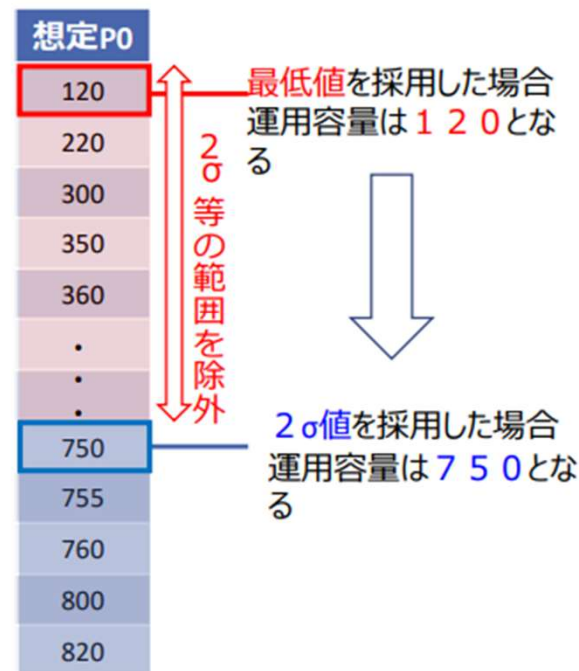 想定P0
120
220
300
350
360
・
・
・
750
755
760
800
820
2σ等の範囲を除外
最低値を採用した場合
運用容量は１２０とな
る
２σ値を採用した場合
運用容量は７５０とな
る